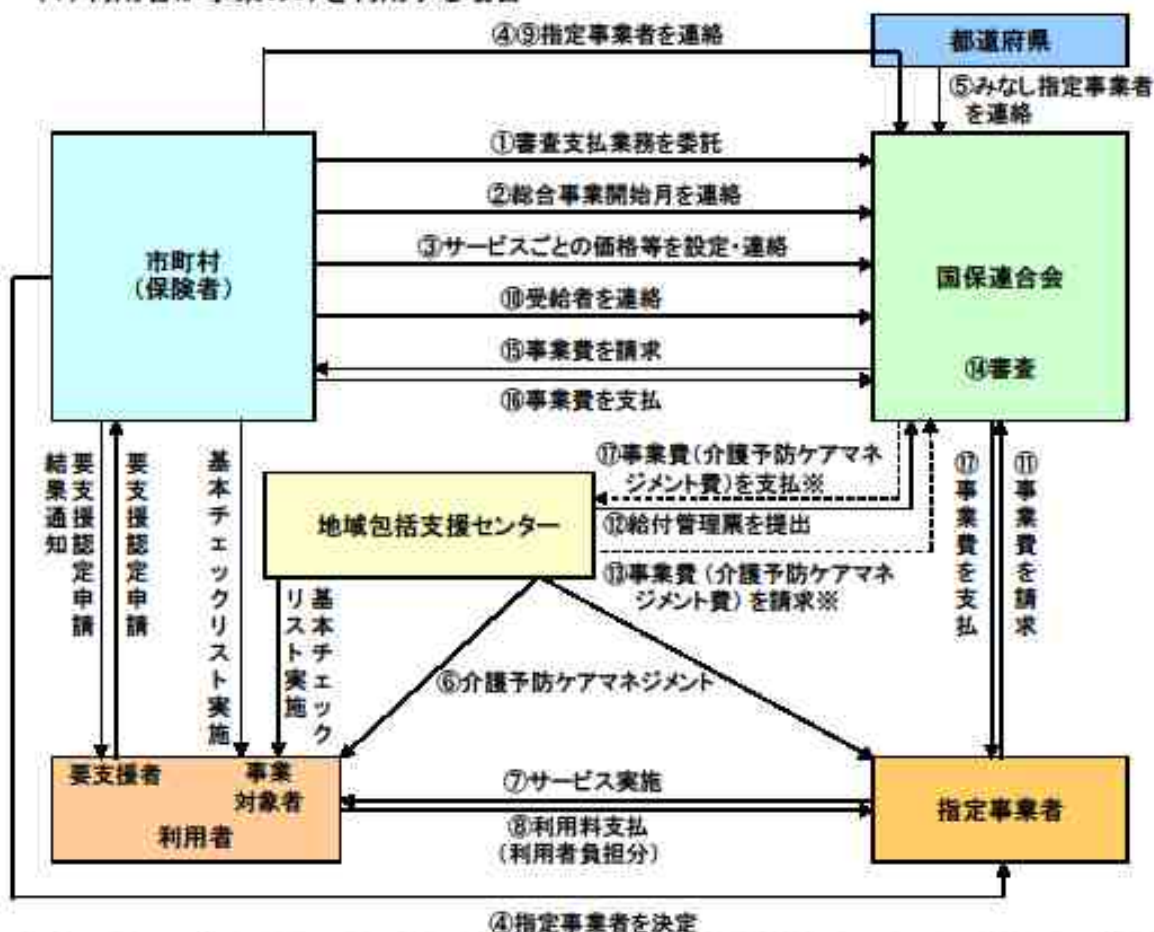 ④⑨指定事業者を連絡
都道府県
⑤みなし指定事業者
を連絡
①審査支払業務を委託
②総合事業開始月を連絡
③サービスごとの価格等を設定・連絡
市町村
（保険者）
国保連合会
⑩受給者を連絡
⑮事業費を請求
⑭審査
⑯事業費を支払
要支援認定申請
結果通知
要支援認定申請
基本チェックリスト実施
地域包括支援センター
⑰事業費（介護予防ケアマネ
ジメント費）を支払※
⑫給付管理票を提出
⑬事業費（介護予防ケアマネ
ジメント費）を請求※
⑰事業費を支払
⑪事業費を請求
基本チェック
リスト実施
⑥介護予防ケアマネジメント
要支援者
事業
対象者
利用者
⑦サービス実施
⑧利用料支払
（利用者負担分）
指定事業者
④指定事業者を決定